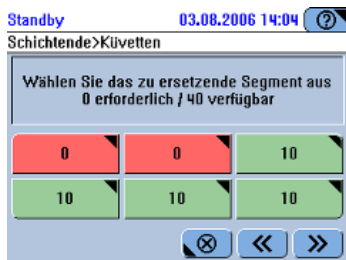 Standby 03.08.2006 14:04 ?
Schichtende>Küvetten
Wählen Sie das zu ersetzende Segment aus
0 erforderlich / 40 verfügbar
0 0 10
10 10 10